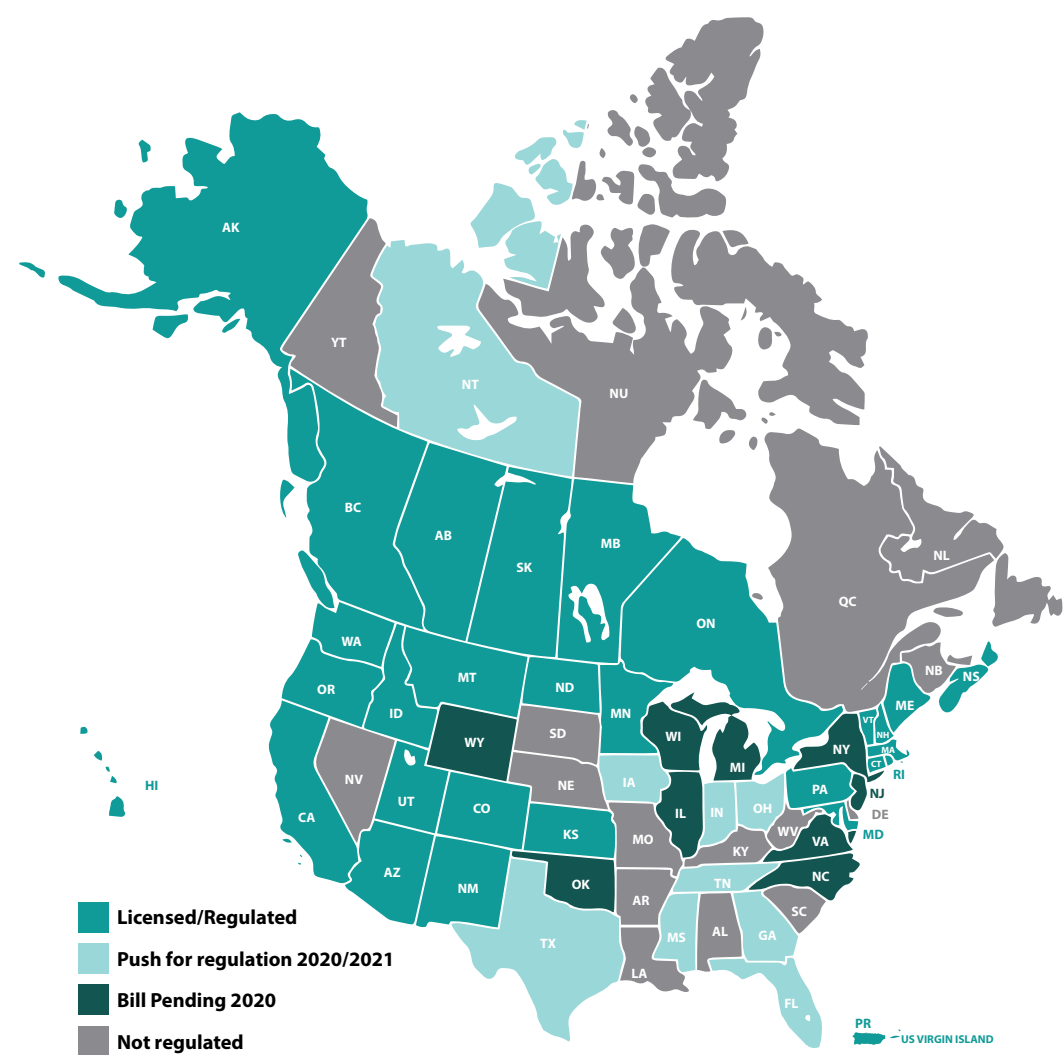 AK
YT
NT
NU
BC
AB
SK
MB
ON
QC
NL
NB
NS
WA
OR
ID
MT
ND
MN
SD
WY
WI
MI
NY
VT
NH
ME
MA
CT
RI
HI
NV
UT
CO
NE
IA
IL
IN
OH
PA
NJ
DE
MD
CA
AZ
NM
KS
MO
KY
WV
VA
OK
AR
TN
NC
SC
TX
LA
MS
AL
GA
FL
PR
US VIRGIN ISLAND
Licensed/Regulated
Push for regulation 2020/2021
Bill Pending 2020
Not regulated